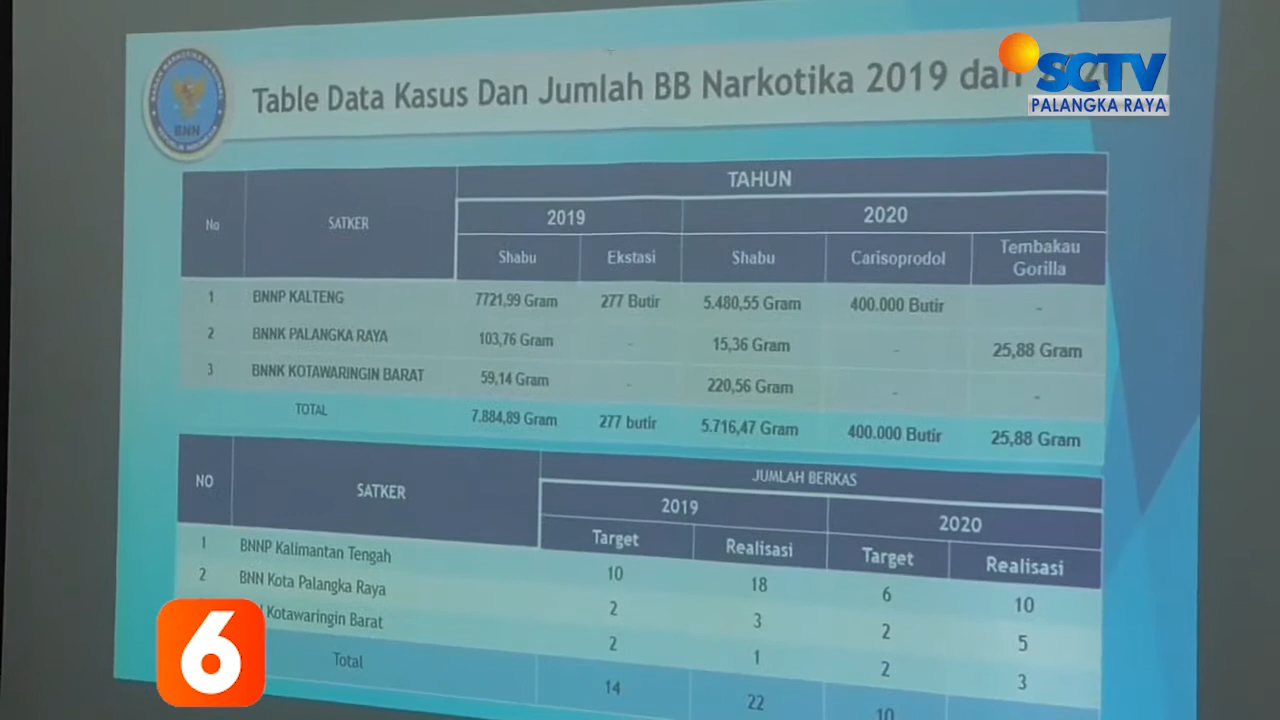 SCTV
PALANGKA RAYA
BNN
Table Data Kasus Dan Jumlah BB Narkotika 2019 dan
No SATKER TAHUN
2019 2020
Shabu Ekstasi Shabu Carisoprodol Tembakau Gorilla
1 BNNP KALTENG 7721,99 Gram 277 Butir 5.480,55 Gram 400.000 Butir -
2 BNNK PALANGKA RAYA 103,76 Gram - 15,36 Gram - 25,88 Gram
3 BNNK KOTAWARINGIN BARAT 59,14 Gram - 220,56 Gram - -
TOTAL 7.884,89 Gram 277 butir 5.716,47 Gram 400.000 Butir 25,88 Gram
NO SATKER JUMLAH BERKAS
2019 2020
Target Realisasi Target Realisasi
1 BNNP Kalimantan Tengah 10 18 6 10
2 BNN Kota Palangka Raya 2 3 2 5
Kotawaringin Barat 2 1 2 3
Total 14 22 10
6